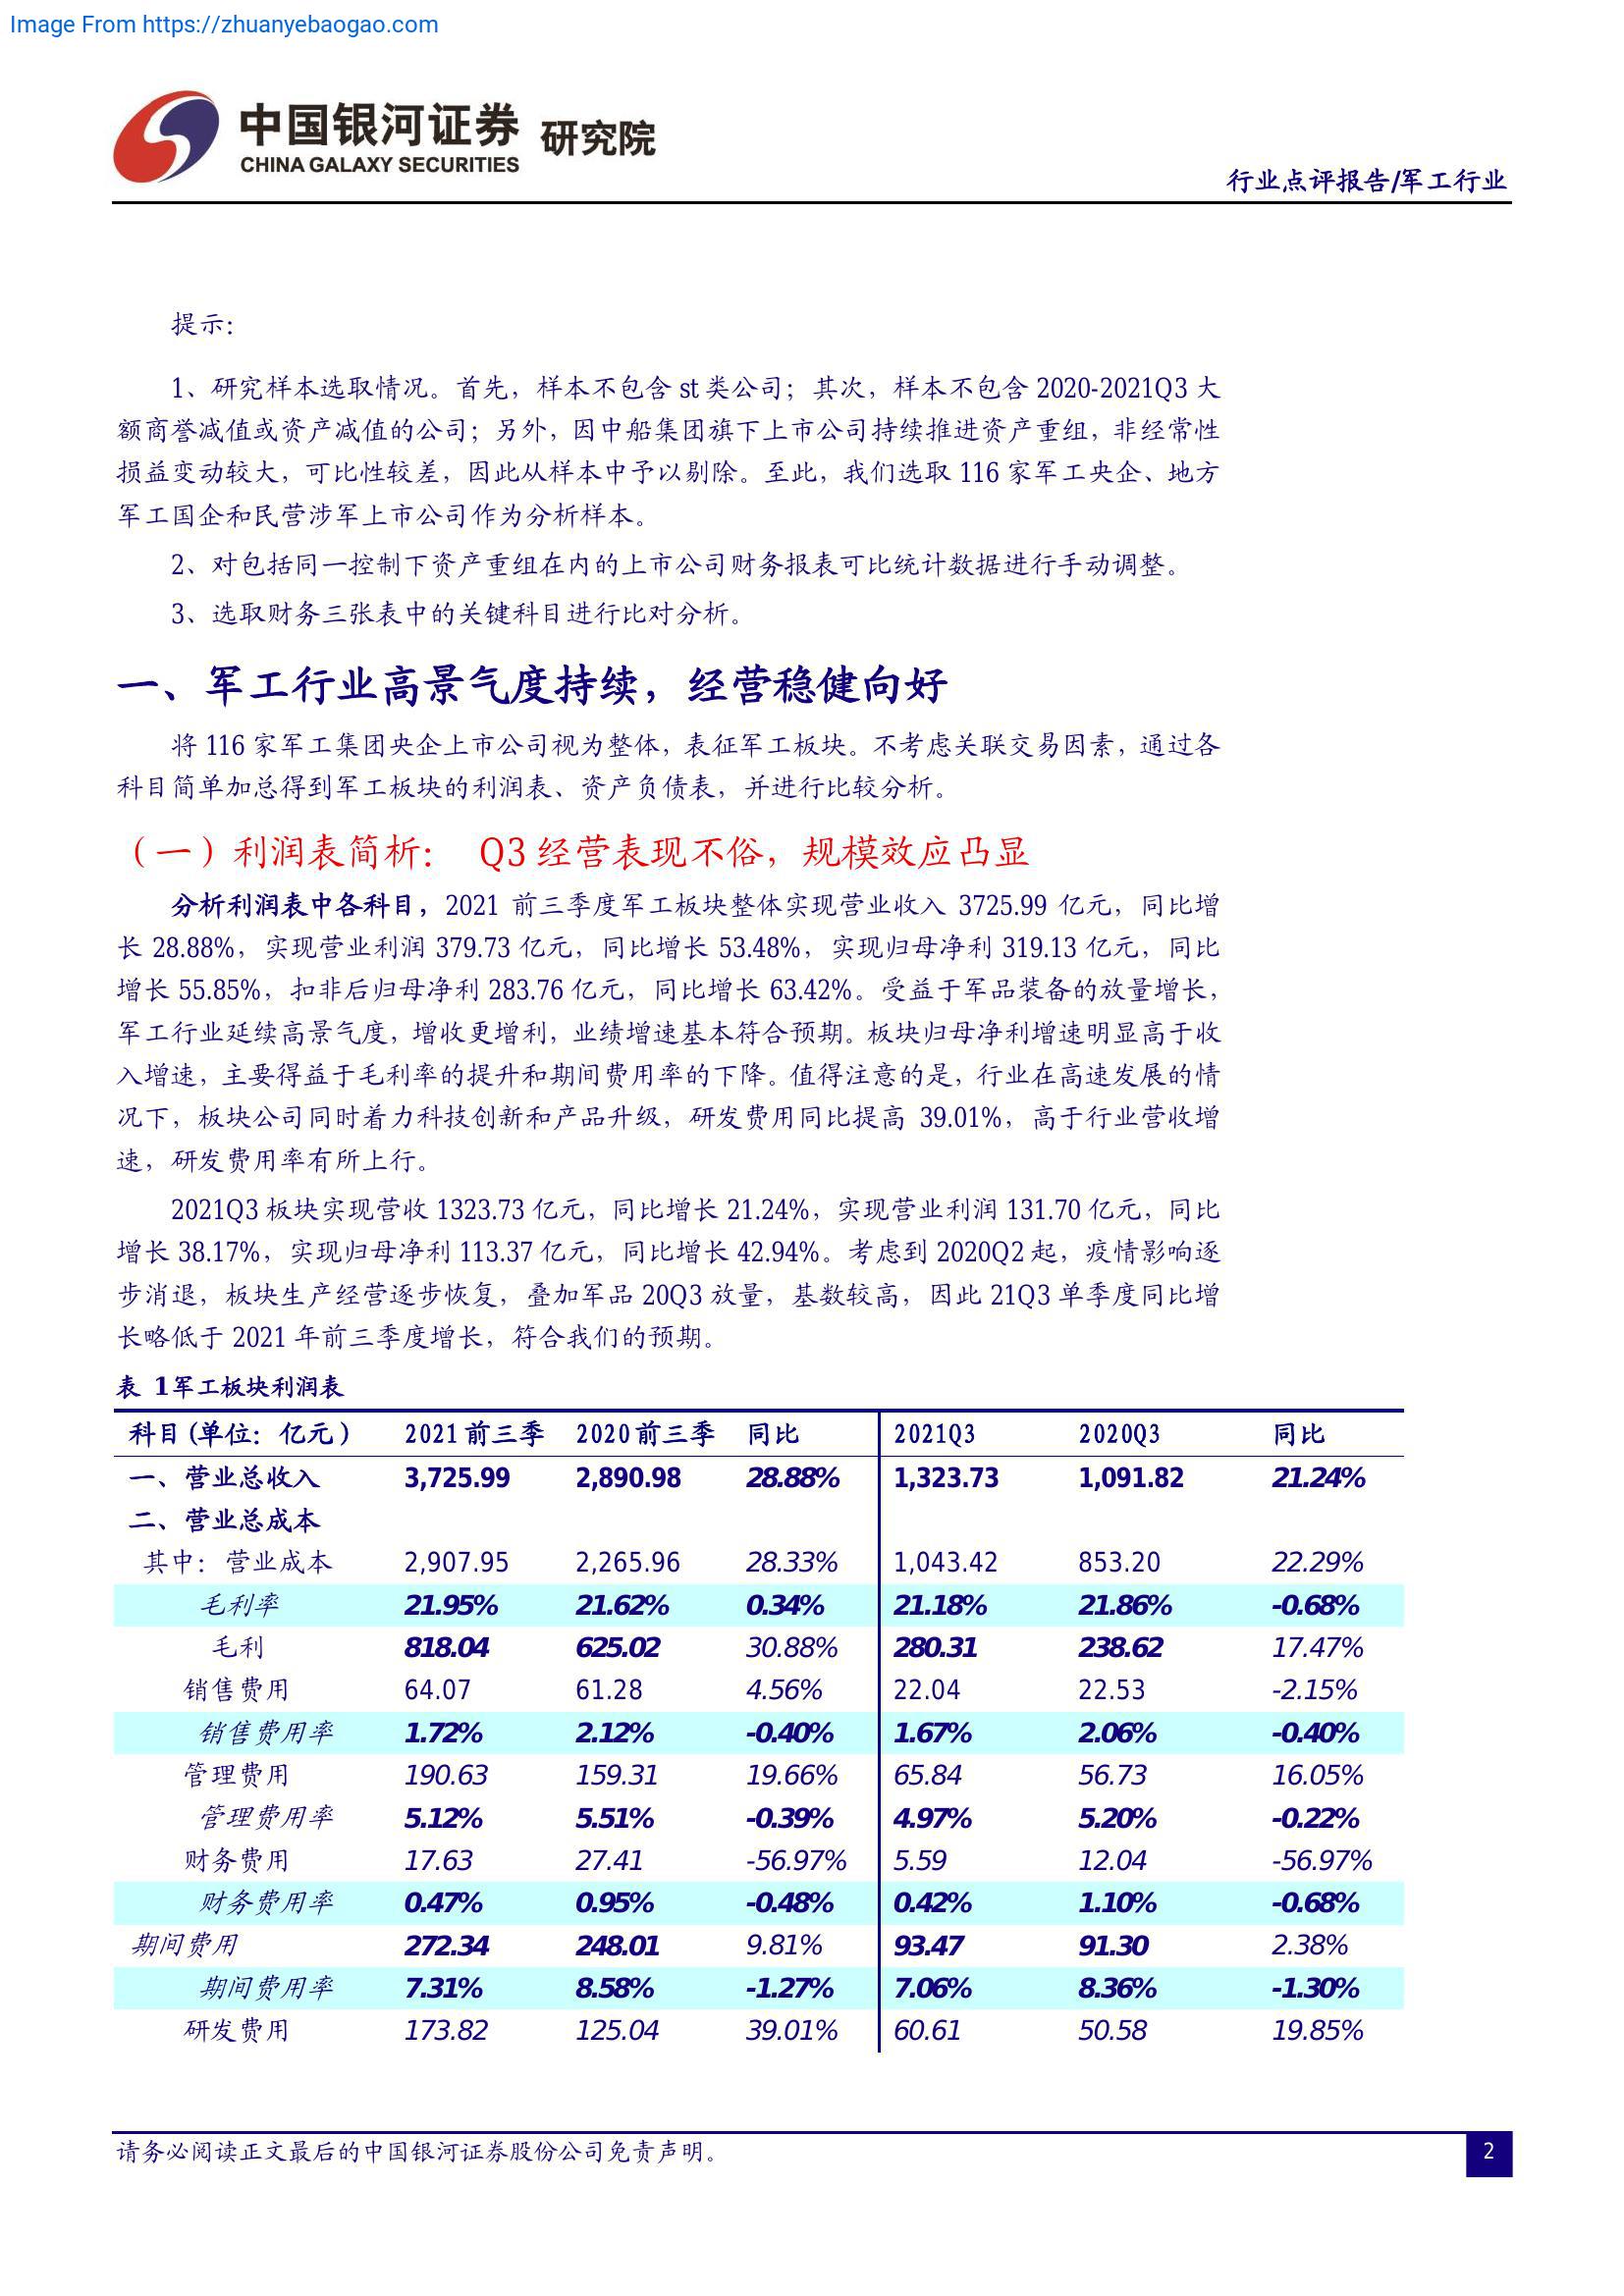 Image From https://zhuanyebaogao.com
中国银河证券 研究院
CHINA GALAXY SECURITIES
行业点评报告/军工行业
提示：
1、研究样本选取情况。首先，样本不包含 st 类公司；其次，样本不包含 2020-2021Q3 大
额商誉减值或资产减值的公司；另外，因中船集团旗下上市公司持续推进资产重组，非经常性
损益变动较大，可比性较差，因此从样本中予以剔除。至此，我们选取 116 家军工央企、地方
军工国企和民营涉军上市公司作为分析样本。
2、对包括同一控制下资产重组在内的上市公司财务报表可比统计数据进行手动调整。
3、选取财务三张表中的关键科目进行比对分析。
一、军工行业高景气度持续，经营稳健向好
将 116 家军工集团央企上市公司视为整体，表征军工板块。不考虑关联交易因素，通过各
科目简单加总得到军工板块的利润表、资产负债表，并进行比较分析。
（一）利润表简析： Q3 经营表现不俗，规模效应凸显
分析利润表中各科目，2021 前三季度军工板块整体实现营业收入 3725.99 亿元，同比增
长 28.88%，实现营业利润 379.73 亿元，同比增长 53.48%，实现归母净利 319.13 亿元，同比
增长 55.85%，扣非后归母净利 283.76 亿元，同比增长 63.42%。受益于军品装备的放量增长，
军工行业延续高景气度，增收更增利，业绩增速基本符合预期。板块归母净利增速明显高于收
入增速，主要得益于毛利率的提升和期间费用率的下降。值得注意的是，行业在高速发展的情
况下，板块公司同时着力科技创新和产品升级，研发费用同比提高 39.01%，高于行业营收增
速，研发费用率有所上行。
2021Q3 板块实现营收 1323.73 亿元，同比增长 21.24%，实现营业利润 131.70 亿元，同比
增长 38.17%，实现归母净利 113.37 亿元，同比增长 42.94%。考虑到 2020Q2 起，疫情影响逐
步消退，板块生产经营逐步恢复，叠加军品 20Q3 放量，基数较高，因此 21Q3 单季度同比增
长略低于 2021 年前三季度增长，符合我们的预期。
表 1军工板块利润表
科目(单位：亿元) 2021 前三季 2020 前三季 同比 2021Q3 2020Q3 同比
一、营业总收入 3,725.99 2,890.98 28.88% 1,323.73 1,091.82 21.24%
二、营业总成本
其中：营业成本 2,907.95 2,265.96 28.33% 1,043.42 853.20 22.29%
毛利率 21.95% 21.62% 0.34% 21.18% 21.86% -0.68%
毛利 818.04 625.02 30.88% 280.31 238.62 17.47%
销售费用 64.07 61.28 4.56% 22.04 22.53 -2.15%
销售费用率 1.72% 2.12% -0.40% 1.67% 2.06% -0.40%
管理费用 190.63 159.31 19.66% 65.84 56.73 16.05%
管理费用率 5.12% 5.51% -0.39% 4.97% 5.20% -0.22%
财务费用 17.63 27.41 -56.97% 5.59 12.04 -56.97%
财务费用率 0.47% 0.95% -0.48% 0.42% 1.10% -0.68%
期间费用 272.34 248.01 9.81% 93.47 91.30 2.38%
期间费用率 7.31% 8.58% -1.27% 7.06% 8.36% -1.30%
研发费用 173.82 125.04 39.01% 60.61 50.58 19.85%
请务必阅读正文最后的中国银河证券股份公司免责声明。
2